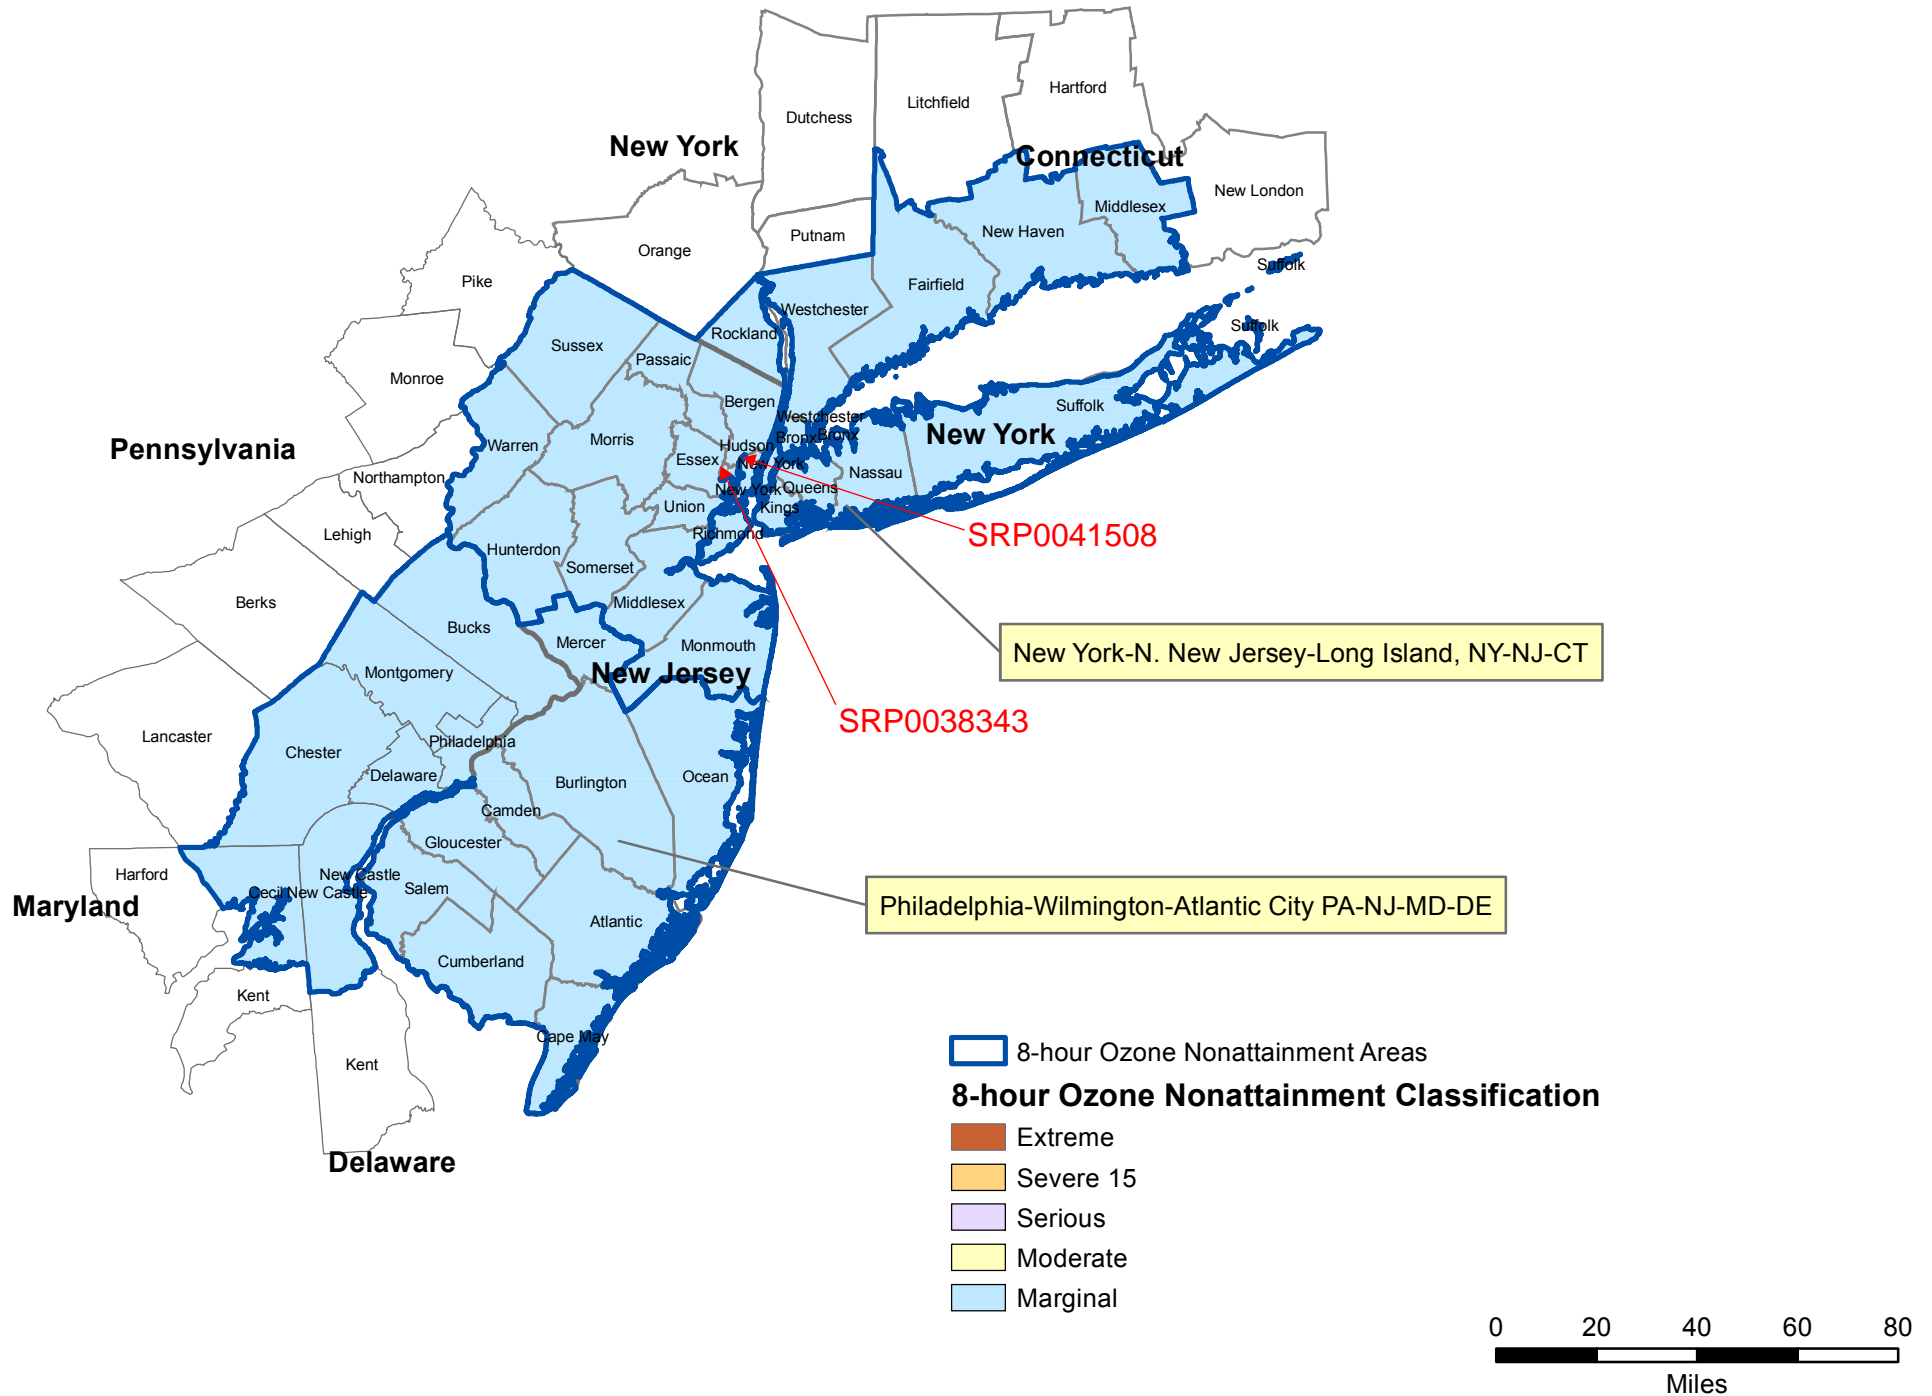 Hartford
Litchfield
Dutchess
New York
Connecticut
New London
Middlesex
New Haven
Putnam
Orange
Suffolk
Pike
Fairfield
Westchester
Suffolk
Rockland
Sussex
Passaic
Monroe
Bergen
Suffolk
Westchester
New York
Bronx
Bronx
Morris
Warren
Hudson
Pennsylvania
Essex
New York
Nassau
Northampton
New York
Queens
Union
Kings
Richmond
SRP0041508
Lehigh
Hunterdon
Somerset
Berks
Middlesex
Bucks
Mercer
Monmouth
New York-N. New Jersey-Long Island, NY-NJ-CT
Montgomery
New Jersey
SRP0038343
Lancaster
Philadelphia
Chester
Delaware
Ocean
Burlington
Camden
Gloucester
Harford
New Castle
Salem
Cecil
New Castle
Maryland
Philadelphia-Wilmington-Atlantic City PA-NJ-MD-DE
Atlantic
Cumberland
Kent
Cape May
Kent
Delaware
8-hour Ozone Nonattainment Areas
8-hour Ozone Nonattainment Classification
Extreme
Severe 15
Serious
Moderate
Marginal
0 20 40 60 80
Miles